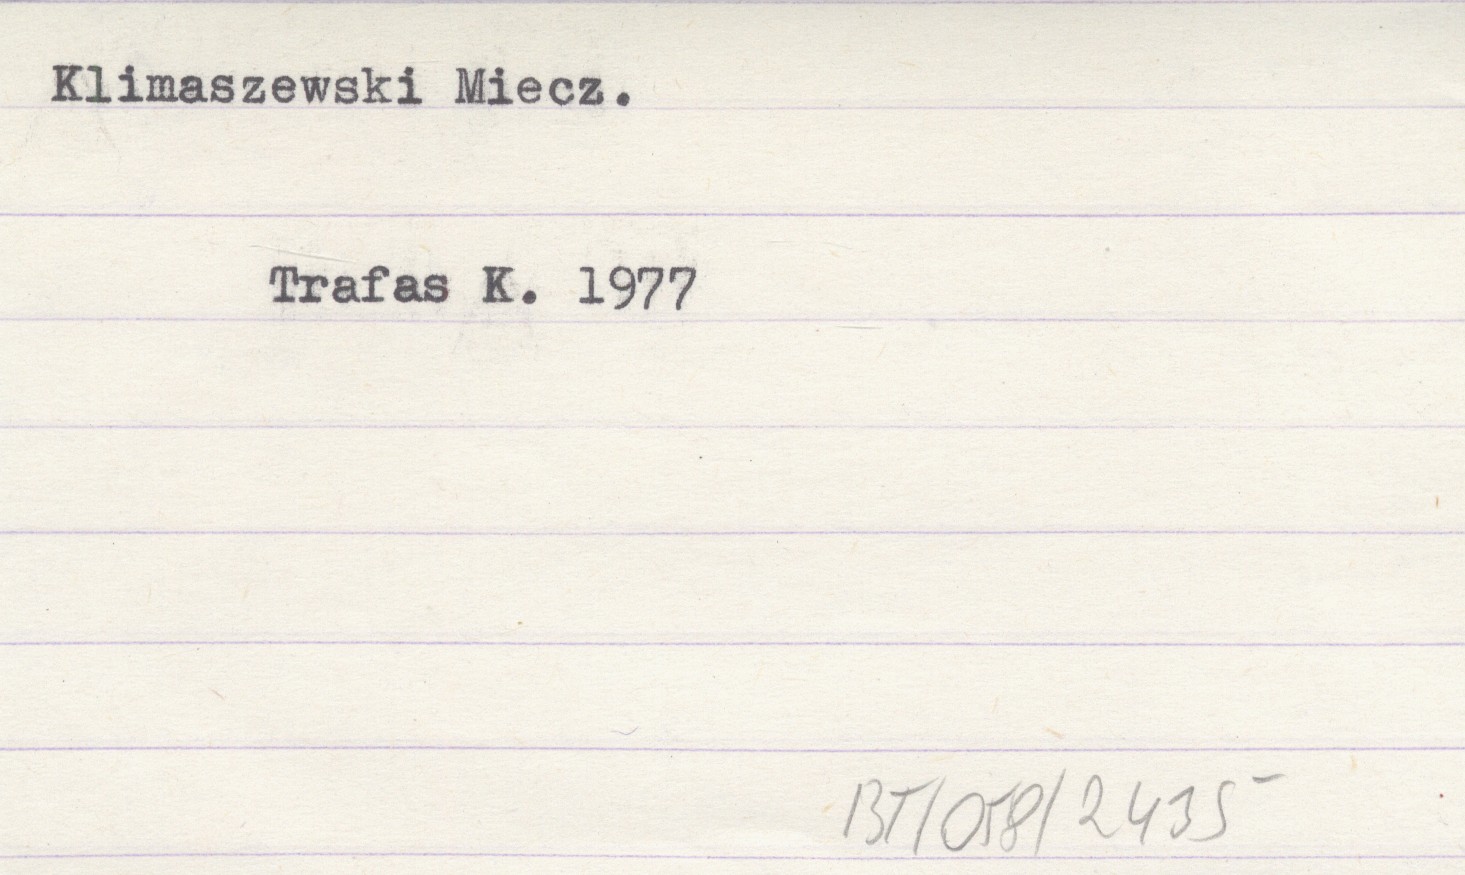 Klimaszewski Miecz.
Trafas K. 1977
BT/058/2435